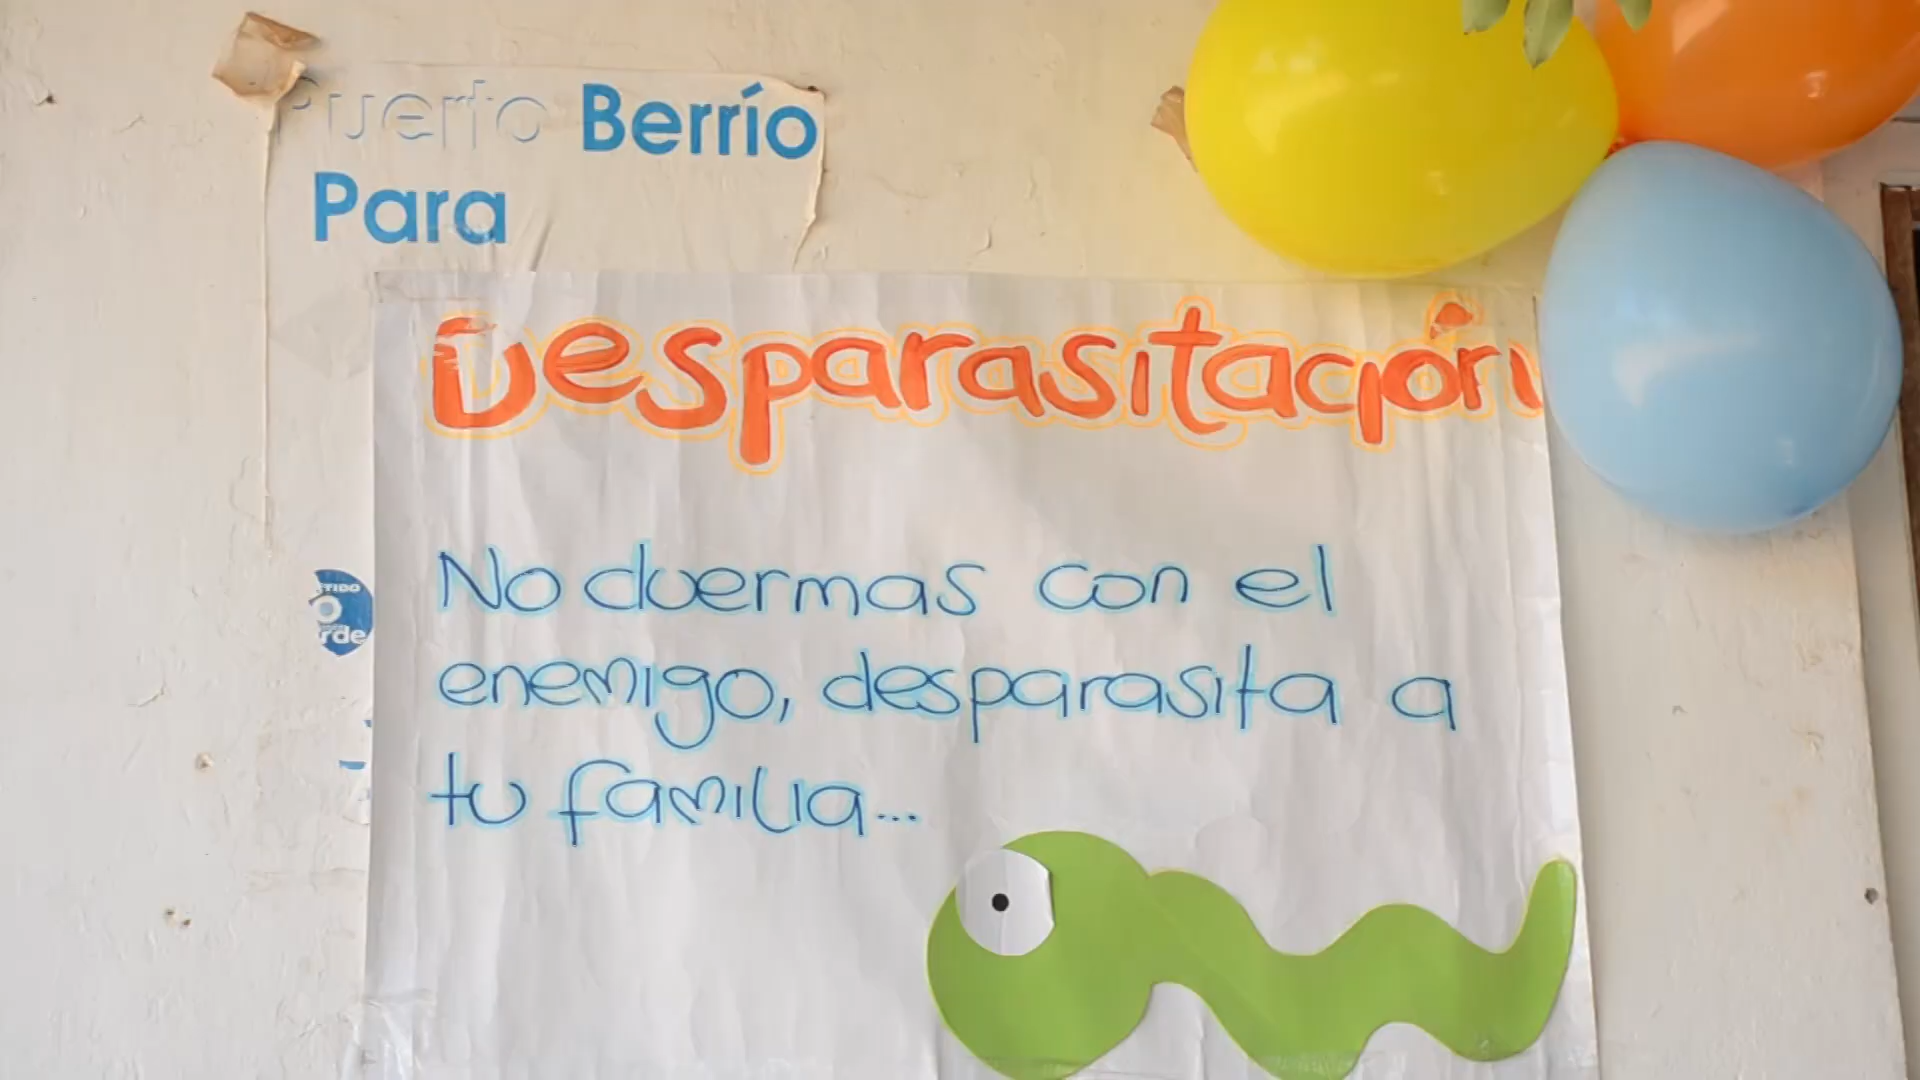 Puerto Berrío
Para
Desparasitación
No duermas con el
enemigo, desparasita a
tu familia...